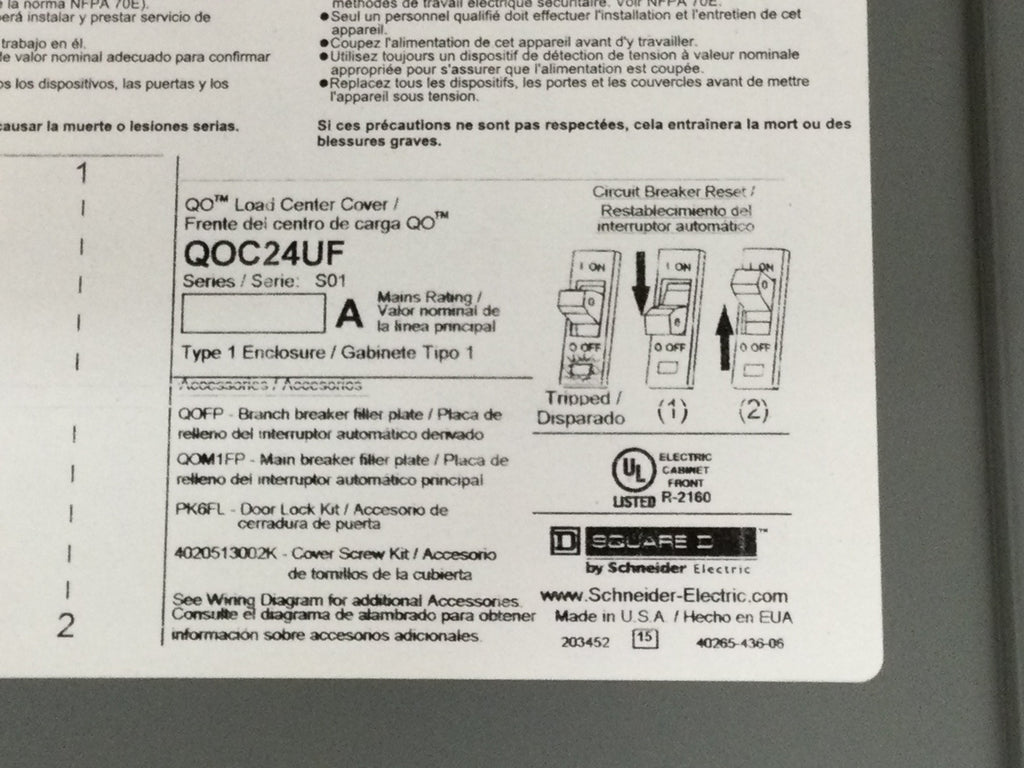 la norma NFPA 70E).
erá instalar y prestar servicio de
trabajo en él.
e valor nominal adecuado para confirmar
os los dispositivos, las puertas y los
causar la muerte o lesiones serias.
méthodes de travail électrique sécuritaire. Voir NFPA 70E.
●Seul un personnel qualifié doit effectuer l'installation et l'entretien de cet
appareil.
●Coupez l'alimentation de cet appareil avant d'y travailler.
●Utilisez toujours un dispositif de détection de tension à valeur nominale
appropriée pour s'assurer que l'alimentation est coupée.
●Replacez tous les dispositifs, les portes et les couvercles avant de mettre
l'appareil sous tension.
Si ces précautions ne sont pas respectées, cela entraînera la mort ou des
blessures graves.
1
2
QO™ Load Center Cover /
Frente del centro de carga QO™
QOC24UF
Series / Serie: S01
A
Mains Rating /
Valor nominal de
la línea principal
Type 1 Enclosure / Gabinete Tipo 1
Accessories / Accesorios
QOFP - Branch breaker filler plate / Placa de
relleno del interruptor automático derivado
QOM1FP - Main breaker filler plate / Placa de
relleno del interruptor automático principal
PK6FL - Door Lock Kit / Accesorio de
cerradura de puerta
4020513002K - Cover Screw Kit / Accesorio
de tornillos de la cubierta
See Wiring Diagram for additional Accessories.
Consulte el diagrama de alambrado para obtener
información sobre accesorios adicionales.
Circuit Breaker Reset /
Restablecimiento del
interruptor automático
I ON
O OFF
I ON
O OFF
I ON
O OFF
Tripped /
Disparado
(1)
(2)
UL
LISTED
ELECTRIC
CABINET
FRONT
R-2160
D SQUARE D™
by Schneider Electric
www.Schneider-Electric.com
Made in U.S.A. / Hecho en EUA
203452 15 40265-436-06